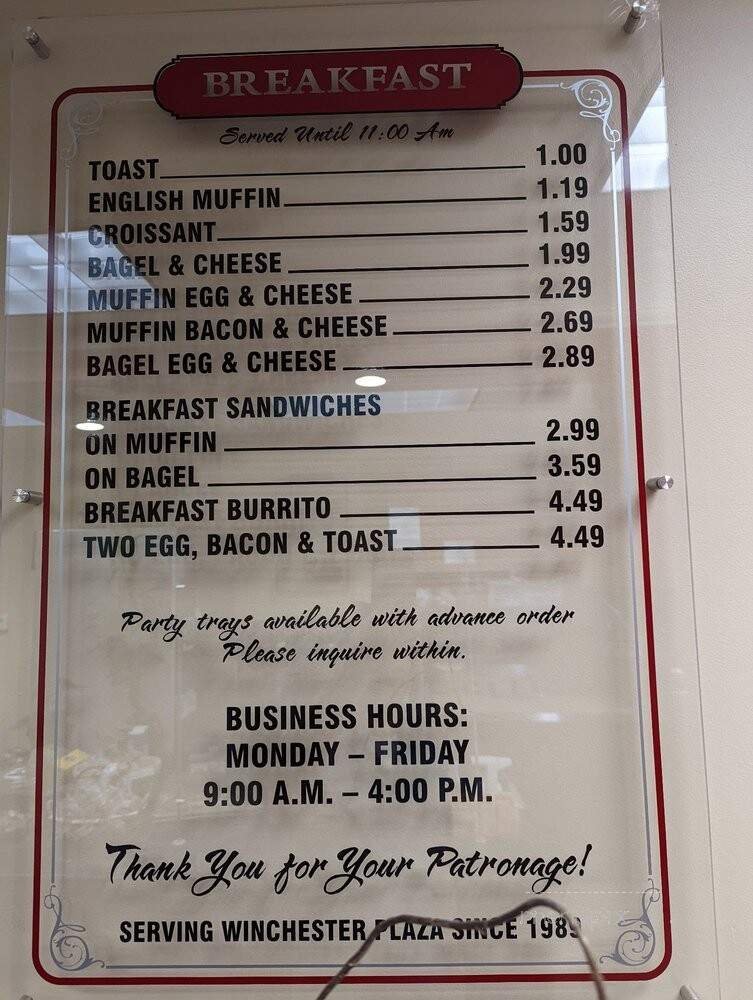 BREAKFAST
Served Until 11:00 Am
TOAST 1.00
ENGLISH MUFFIN 1.19
CROISSANT 1.59
BAGEL & CHEESE 1.99
MUFFIN EGG & CHEESE 2.29
MUFFIN BACON & CHEESE 2.69
BAGEL EGG & CHEESE 2.89
BREAKFAST SANDWICHES
ON MUFFIN 2.99
ON BAGEL 3.59
BREAKFAST BURRITO 4.49
TWO EGG, BACON & TOAST 4.49
Party trays available with advance order
Please inquire within.
BUSINESS HOURS:
MONDAY – FRIDAY
9:00 A.M. – 4:00 P.M.
Thank You for Your Patronage!
SERVING WINCHESTER PLAZA SINCE 1989